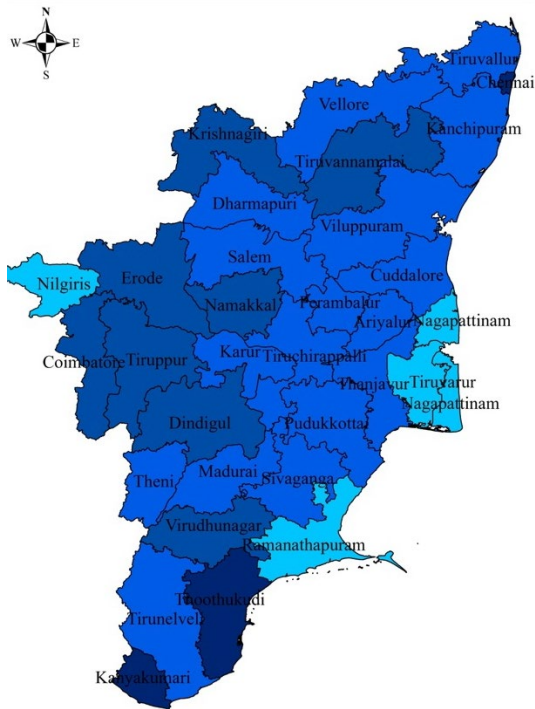 N
W E
S
Tiruvallur
Chennai
Vellore
Kanchipuram
Krishnagiri
Tiruvannamalai
Dharmapuri
Viluppuram
Salem
Cuddalore
Nilgiris
Erode
Namakkal
Perambalur
Ariyalur
Nagapattinam
Coimbatore
Tiruppur
Karur
Tiruchirappalli
Thanjavur
Tiruvarur
Nagapattinam
Dindigul
Pudukkottai
Theni
Madurai
Sivaganga
Virudhunagar
Ramanathapuram
Thoothukudi
Tirunelveli
Kanyakumari